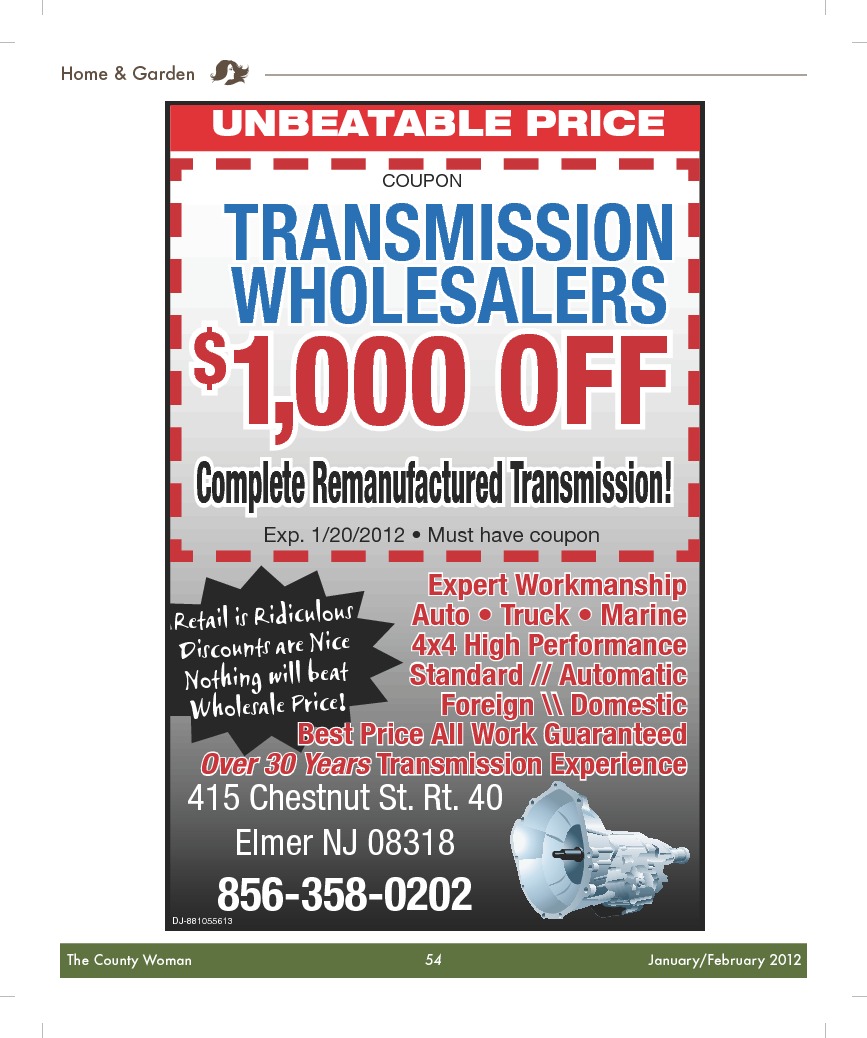 Home & Garden
UNBEATABLE PRICE
COUPON
TRANSMISSION
WHOLESALERS
$1,000 OFF
Complete Remanufactured Transmission!
Exp. 1/20/2012 • Must have coupon
Retail is Ridiculous
Discounts are Nice
Nothing will beat
Wholesale Price!
Expert Workmanship
Auto • Truck • Marine
4x4 High Performance
Standard // Automatic
Foreign \\ Domestic
Best Price All Work Guaranteed
Over 30 Years Transmission Experience
415 Chestnut St. Rt. 40
Elmer NJ 08318
856-358-0202
DJ-881055613
The County Woman 54 January/February 2012